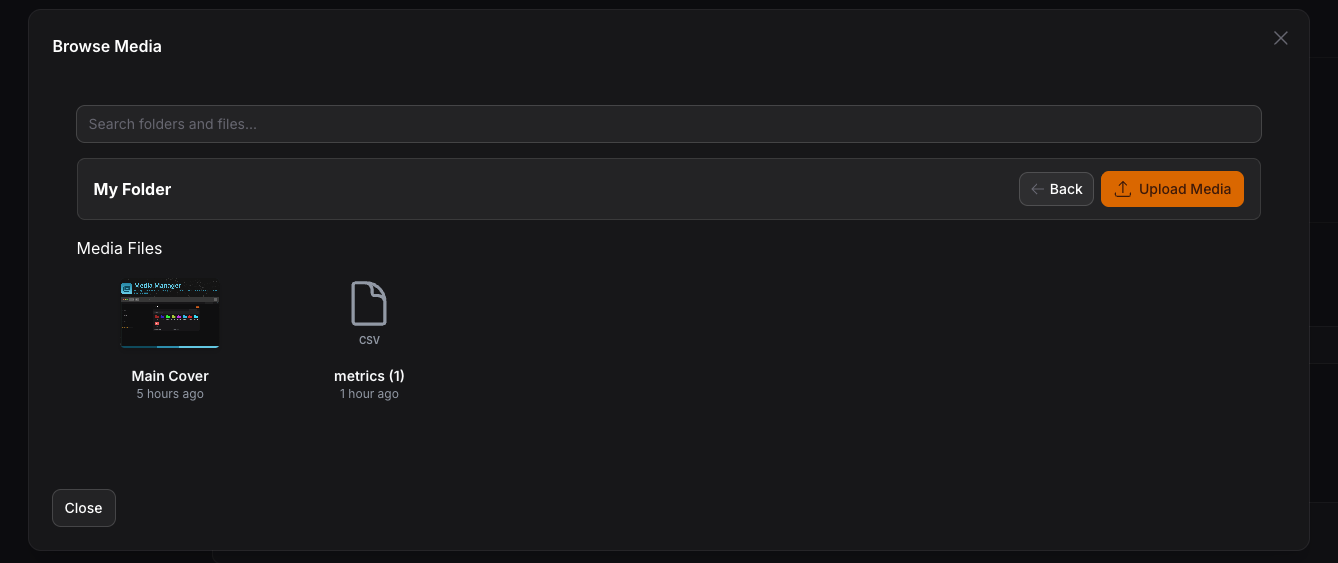 Browse Media
Search folders and files...
My Folder
Back
Upload Media
Media Files
Media Manager
CSV
Main Cover
metrics (1)
5 hours ago
1 hour ago
Close